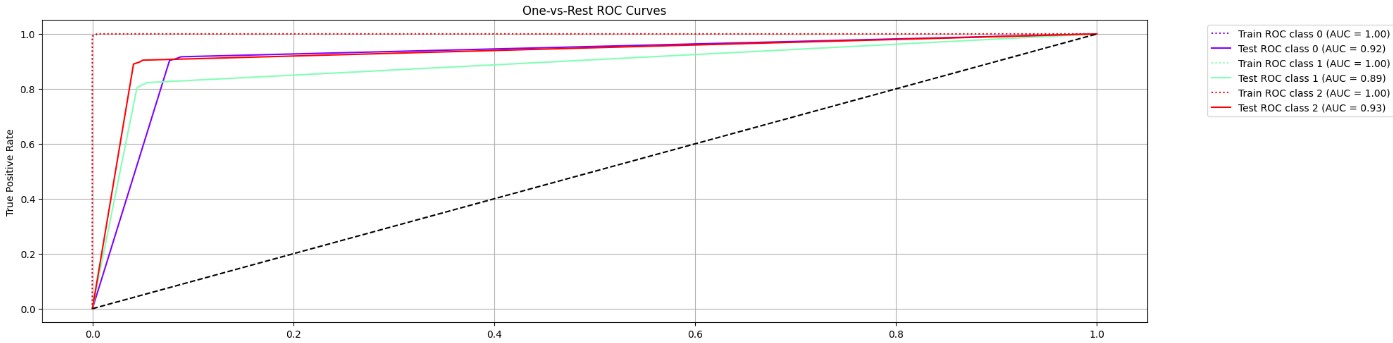 One-vs-Rest ROC Curves
True Positive Rate
1.0
0.8
0.6
0.4
0.2
0.0
0.0 0.2 0.4 0.6 0.8 1.0
Train ROC class 0 (AUC = 1.00)
Test ROC class 0 (AUC = 0.92)
Train ROC class 1 (AUC = 1.00)
Test ROC class 1 (AUC = 0.89)
Train ROC class 2 (AUC = 1.00)
Test ROC class 2 (AUC = 0.93)